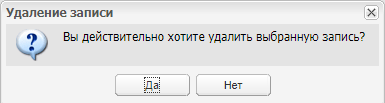 Удаление записи
Вы действительно хотите удалить выбранную запись?
Да
Нет